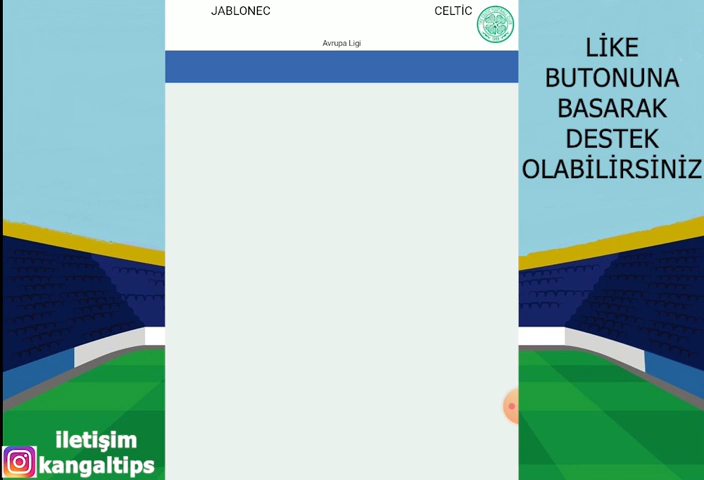 JABLONEC
CELTİC
Avrupa Ligi
LİKE
BUTONUNA
BASARAK
DESTEK
OLABİLİRSİNİZ
iletişim
kangaltips